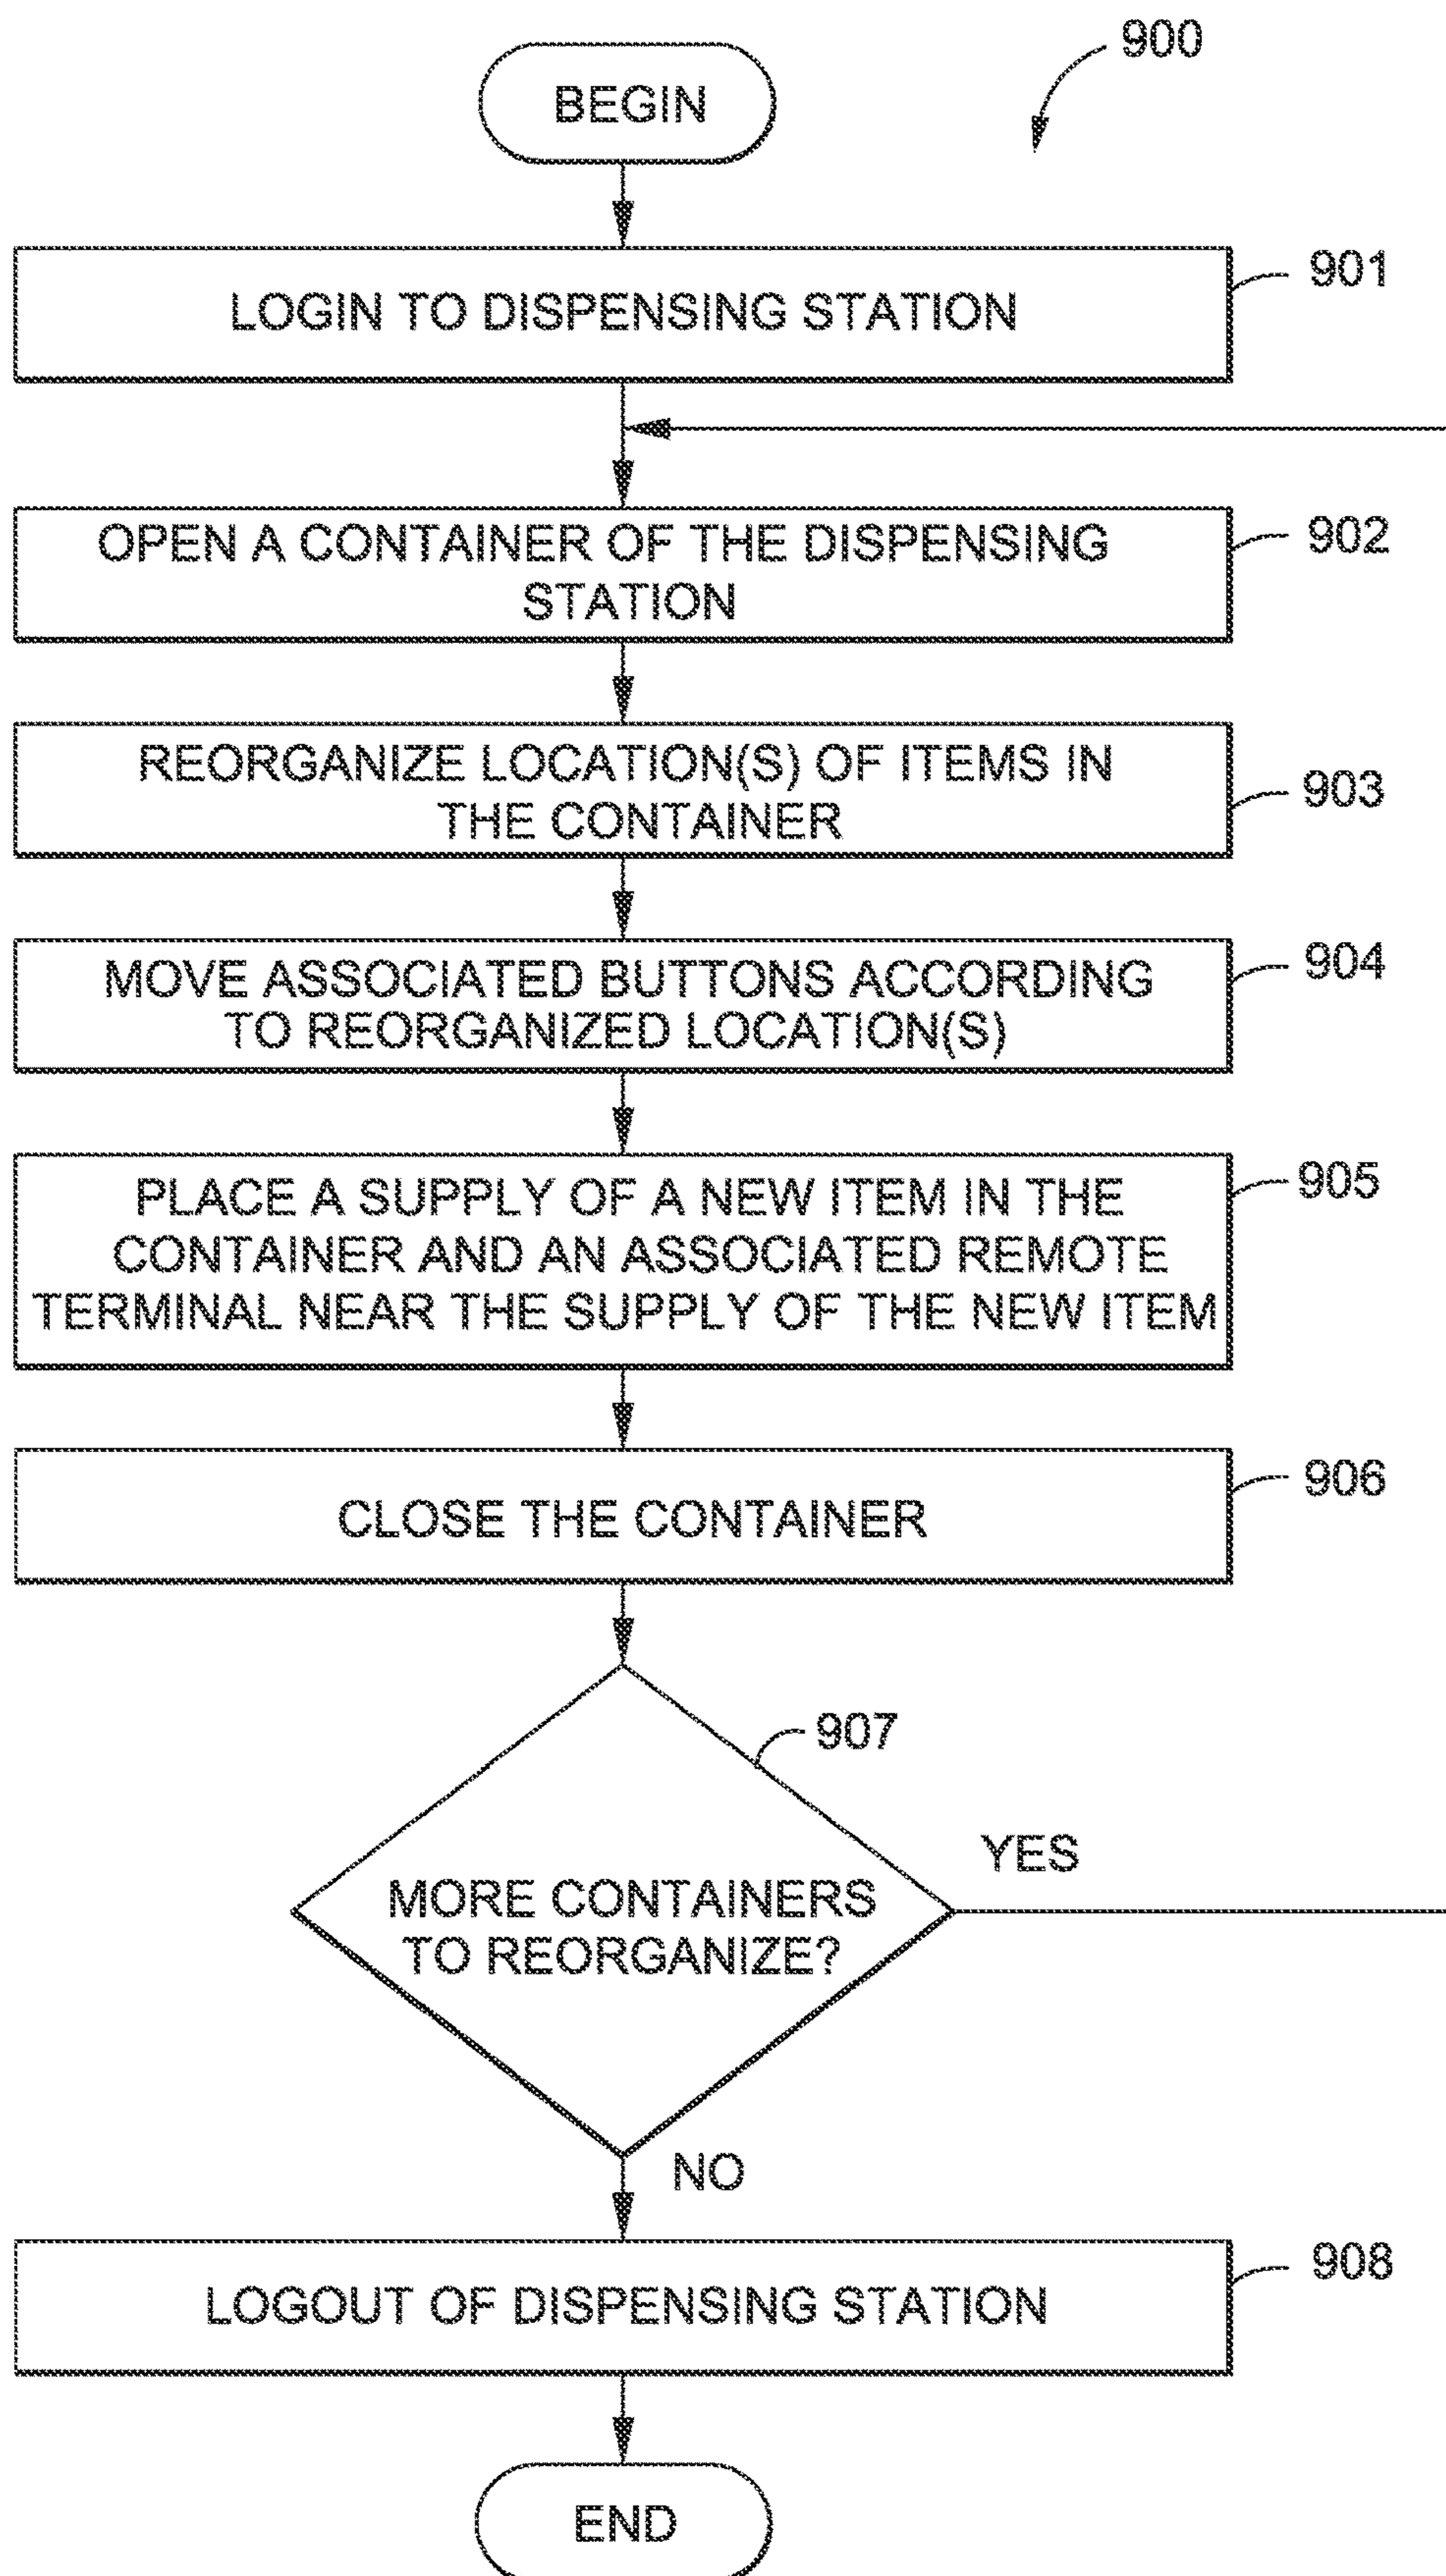 900
BEGIN
901
LOGIN TO DISPENSING STATION
902
OPEN A CONTAINER OF THE DISPENSING
STATION
903
REORGANIZE LOCATION(S) OF ITEMS IN
THE CONTAINER
904
MOVE ASSOCIATED BUTTONS ACCORDING
TO REORGANIZED LOCATION(S)
905
PLACE A SUPPLY OF A NEW ITEM IN THE
CONTAINER AND AN ASSOCIATED REMOTE
TERMINAL NEAR THE SUPPLY OF THE NEW ITEM
906
CLOSE THE CONTAINER
907
YES
MORE CONTAINERS
TO REORGANIZE?
NO
908
LOGOUT OF DISPENSING STATION
END